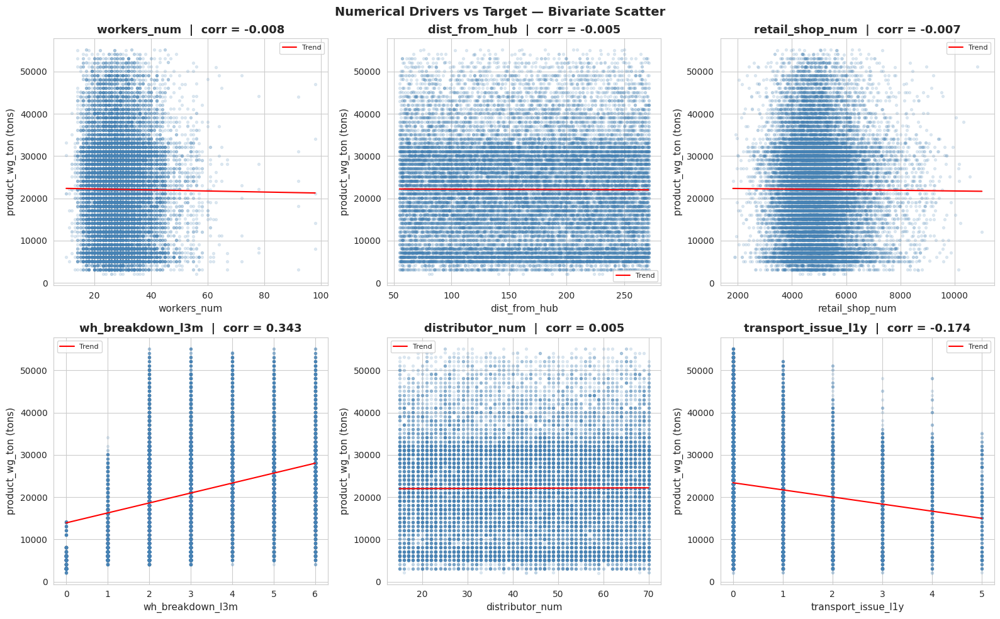 Numerical Drivers vs Target — Bivariate Scatter
workers_num | corr = -0.008
Trend
product_wg_ton (tons)
50000
40000
30000
20000
10000
0
20 40 60 80 100
workers_num
dist_from_hub | corr = -0.005
product_wg_ton (tons)
50000
40000
30000
20000
10000
0
Trend
50 100 150 200 250
dist_from_hub
retail_shop_num | corr = -0.007
Trend
product_wg_ton (tons)
50000
40000
30000
20000
10000
0
2000 4000 6000 8000 10000
retail_shop_num
wh_breakdown_l3m | corr = 0.343
Trend
product_wg_ton (tons)
50000
40000
30000
20000
10000
0
0 1 2 3 4 5 6
wh_breakdown_l3m
distributor_num | corr = 0.005
Trend
product_wg_ton (tons)
50000
40000
30000
20000
10000
0
20 30 40 50 60 70
distributor_num
transport_issue_l1y | corr = -0.174
Trend
product_wg_ton (tons)
50000
40000
30000
20000
10000
0
0 1 2 3 4 5
transport_issue_l1y